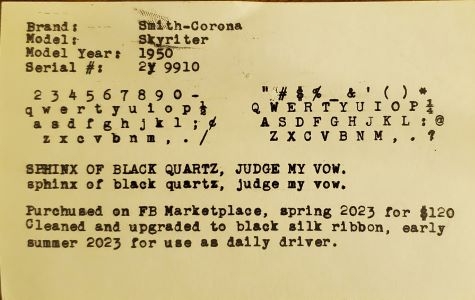 Brand: Smith-Corona
Model: Skyriter
Model Year: 1950
Serial #: 2Y 9910
2 3 4 5 6 7 8 9 0 - " # $ % _ & ' ( ) *
q w e r t y u i o p ½ Q W E R T Y U I O P ¼
a s d f g h j k l ; ¢ A S D F G H J K L : @
z x c v b n m , . / Z X C V B N M , . ?
SPHINX OF BLACK QUARTZ, JUDGE MY VOW.
sphinx of black quartz, judge my vow.
Purchused on FB Marketplace, spring 2023 for $120
Cleaned and upgraded to black silk ribbon, early
summer 2023 for use as daily driver.